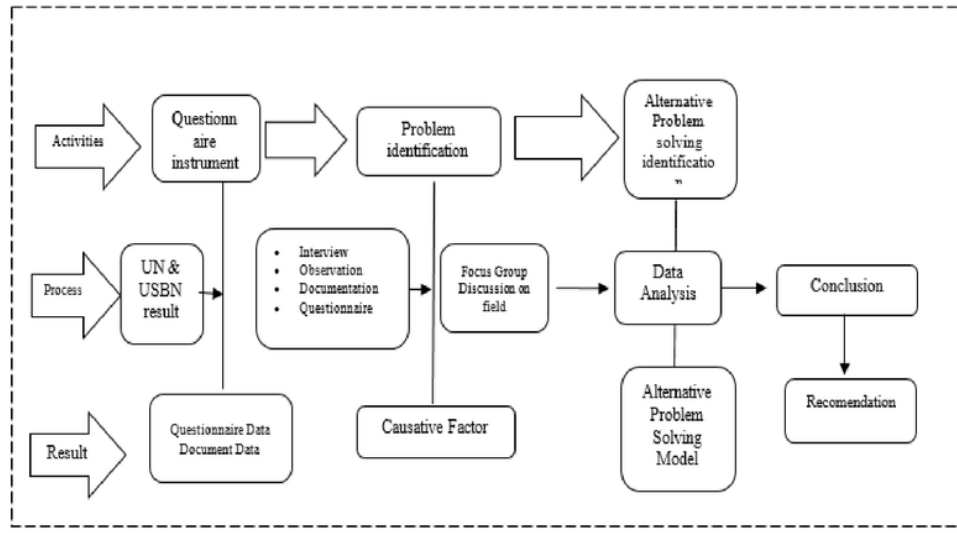 Activities
Questionn
aire
instrument
Problem
identification
Alternative
Problem
solving
identificatio
n
Process
UN &
USBN
result
• Interview
• Observation
• Documentation
• Questionnaire
Focus Group
Discussion on
field
Data
Analysis
Conclusion
Result
Questionnaire Data
Document Data
Causative Factor
Alternative
Problem
Solving
Model
Recomendation